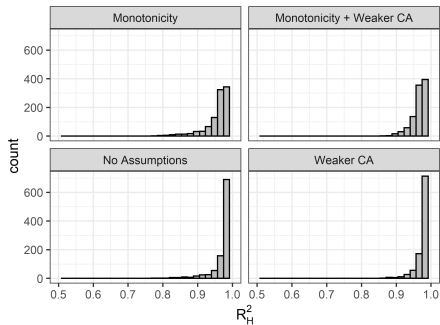 Monotonicity
Monotonicity + Weaker CA
600
400
200
0
No Assumptions
Weaker CA
600
400
200
0
0.5 0.6 0.7 0.8 0.9 1.0
0.5 0.6 0.7 0.8 0.9 1.0
count
R²_H